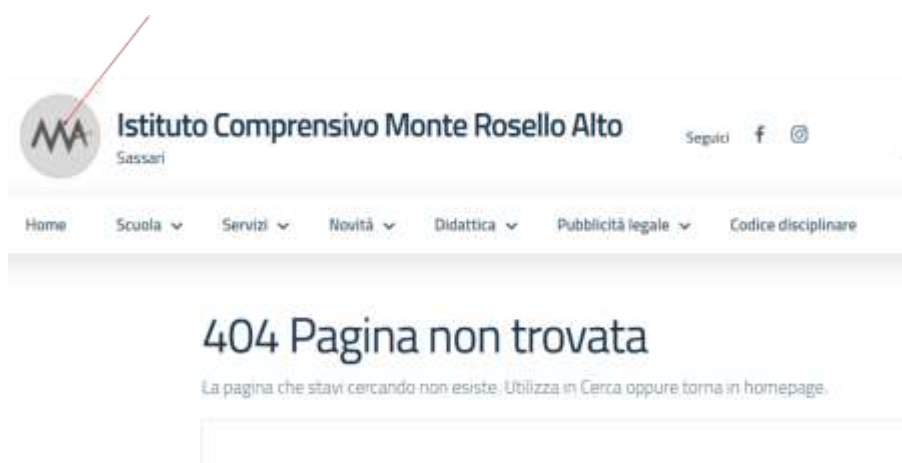 MA
Istituto Comprensivo Monte Rosello Alto
Sassari
Seguici
Home Scuola Servizi Novità Didattica Pubblicità legale Codice disciplinare
404 Pagina non trovata
La pagina che stavi cercando non esiste. Utilizza in Cerca oppure torna in homepage.